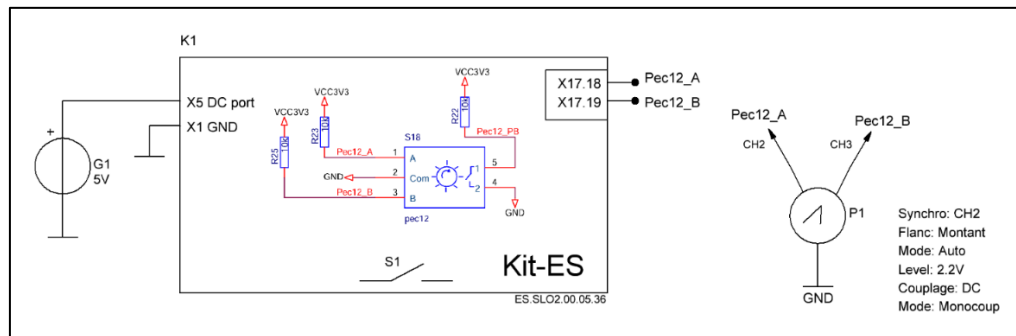 K1
X5 DC port
X1 GND
+
G1
5V
VCC3V3
R25
10k
VCC3V3
R23
10k
VCC3V3
R22
10k
Pec12_PB
S18
Pec12_A
1
A
GND
2
Com
Pec12_B
3
B
1
5
2
4
GND
pec12
S1
Kit-ES
ES.SLO2.00.05.36
X17.18
Pec12_A
X17.19
Pec12_B
Pec12_A
Pec12_B
CH2
CH3
P1
GND
Synchro: CH2
Flanc: Montant
Mode: Auto
Level: 2.2V
Couplage: DC
Mode: Monocoup